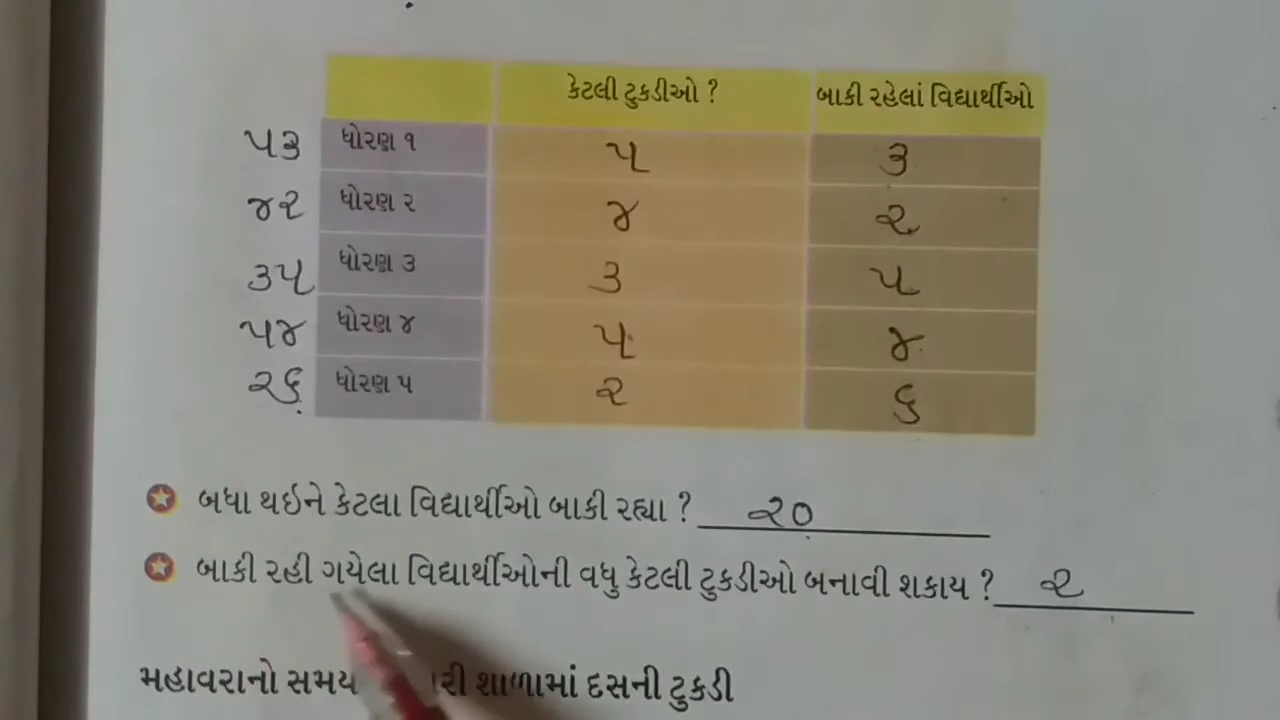 કેટલી ટુકડીઓ ? બાકી રહેલાં વિદ્યાર્થીઓ
૫૩ ધોરણ ૧ ૫ ૩
૪૨ ધોરણ ૨ ૪ ૨
૩૫ ધોરણ ૩ ૩ ૫
૫૪ ધોરણ ૪ ૫ ૪
૨૬ ધોરણ ૫ ૨ ૬
બધા થઇને કેટલા વિદ્યાર્થીઓ બાકી રહ્યા ? ૨૦
બાકી રહી ગયેલા વિદ્યાર્થીઓની વધુ કેટલી ટુકડીઓ બનાવી શકાય ? ૨
મહાવરાનો સમય શાળામાં દસની ટુકડી